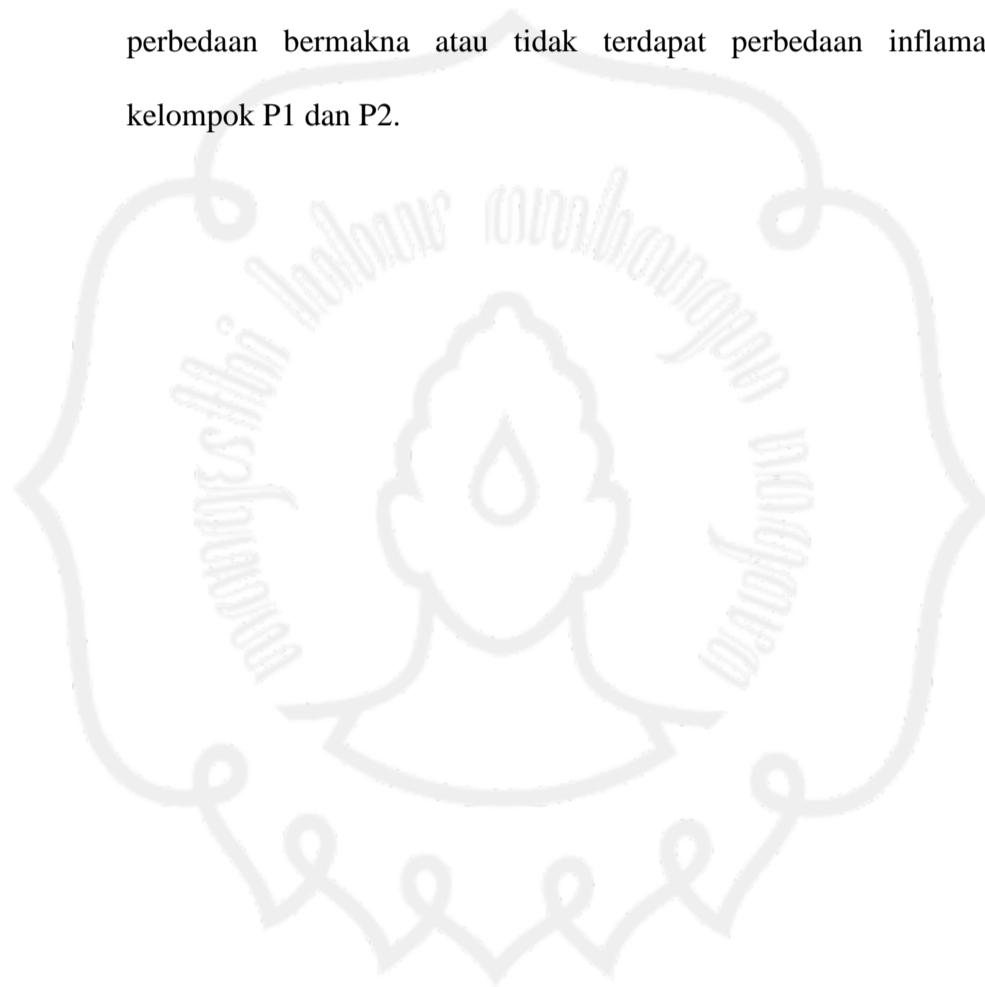 perbedaan bermakna atau tidak terdapat perbedaan inflama
kelompok P1 dan P2.